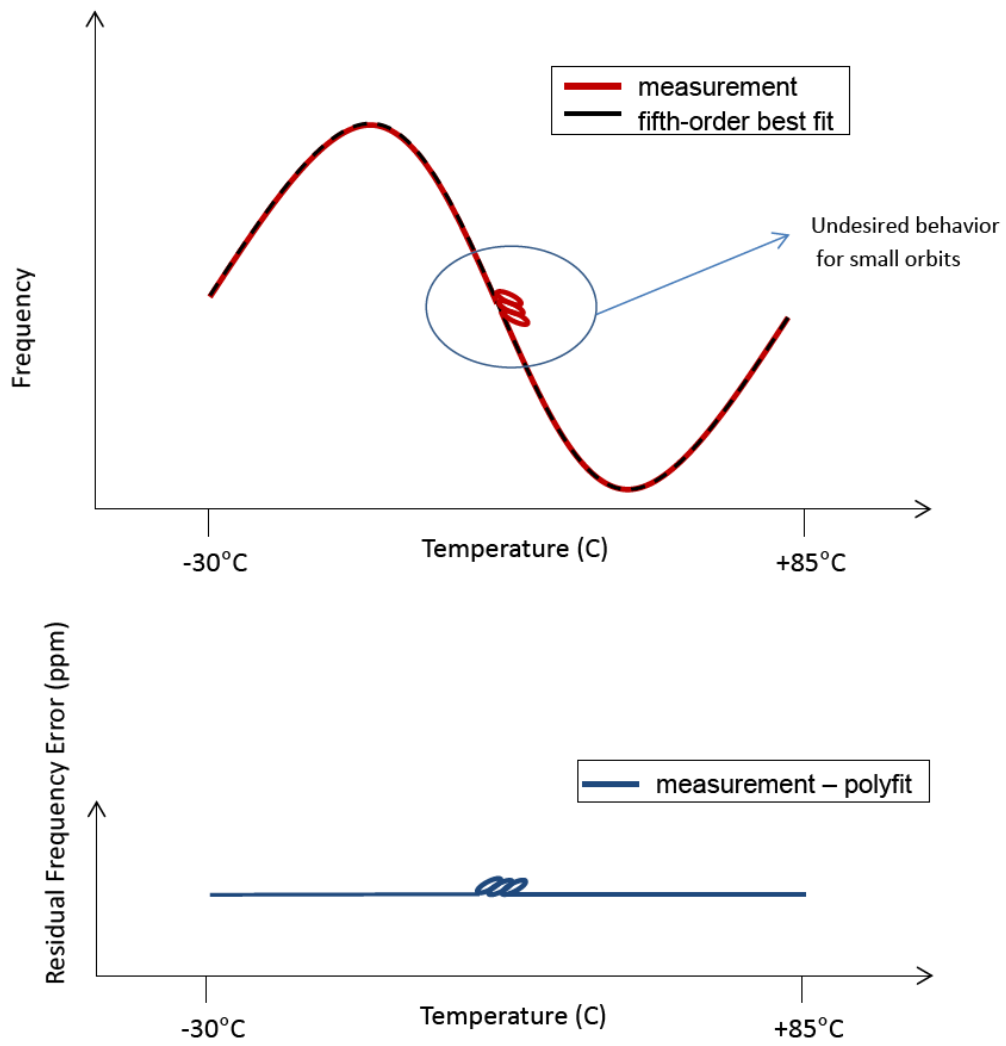 measurement
fifth-order best fit
Undesired behavior
for small orbits
Frequency
Temperature (C)
-30°C
+85°C
Residual Frequency Error (ppm)
measurement – polyfit
Temperature (C)
-30°C
+85°C